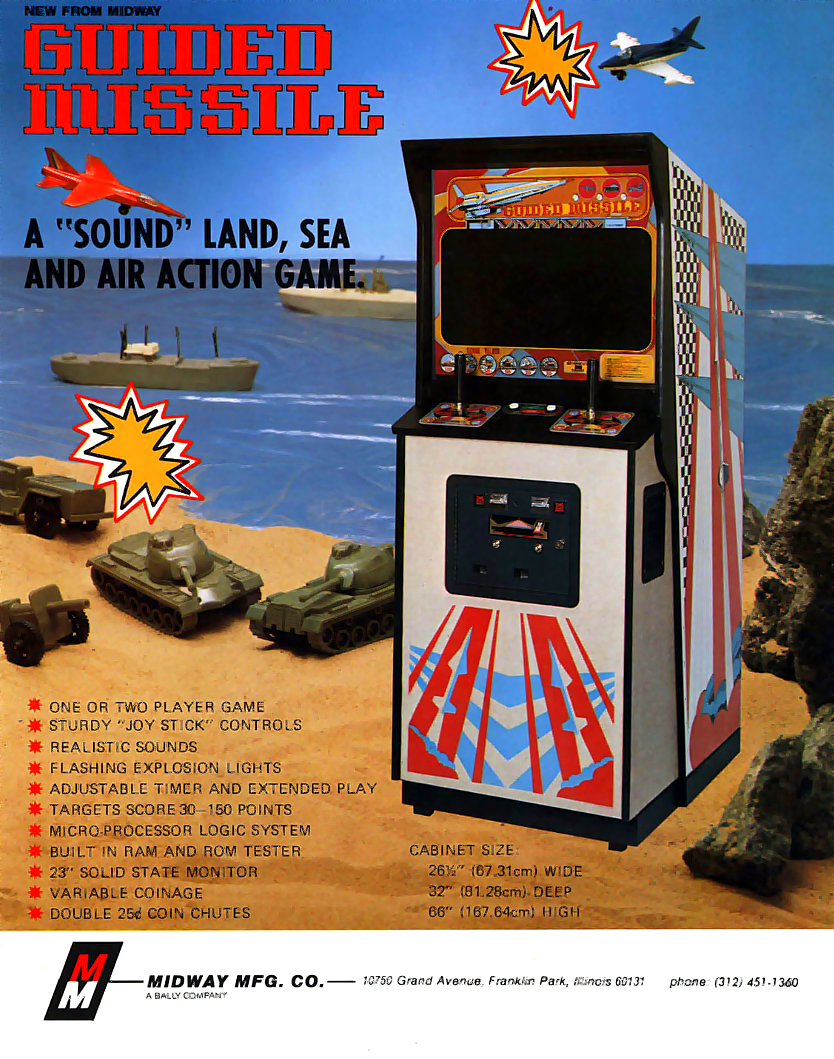 NEW FROM MIDWAY
GUIDED
MISSILE
A "SOUND" LAND, SEA
AND AIR ACTION GAME.
GUIDED MISSILE
ONE OR TWO PLAYER GAME
STURDY "JOY STICK" CONTROLS
REALISTIC SOUNDS
FLASHING EXPLOSION LIGHTS
ADJUSTABLE TIMER AND EXTENDED PLAY
TARGETS SCORE 30–150 POINTS
MICRO-PROCESSOR LOGIC SYSTEM
BUILT IN RAM AND ROM TESTER
23" SOLID STATE MONITOR
VARIABLE COINAGE
DOUBLE 25¢ COIN CHUTES
CABINET SIZE:
26½" (67.31cm) WIDE
32" (81.28cm) DEEP
66" (167.64cm) HIGH
MM
MIDWAY MFG. CO.
A BALLY COMPANY
10750 Grand Avenue, Franklin Park, Illinois 60131
phone: (312) 451-1360